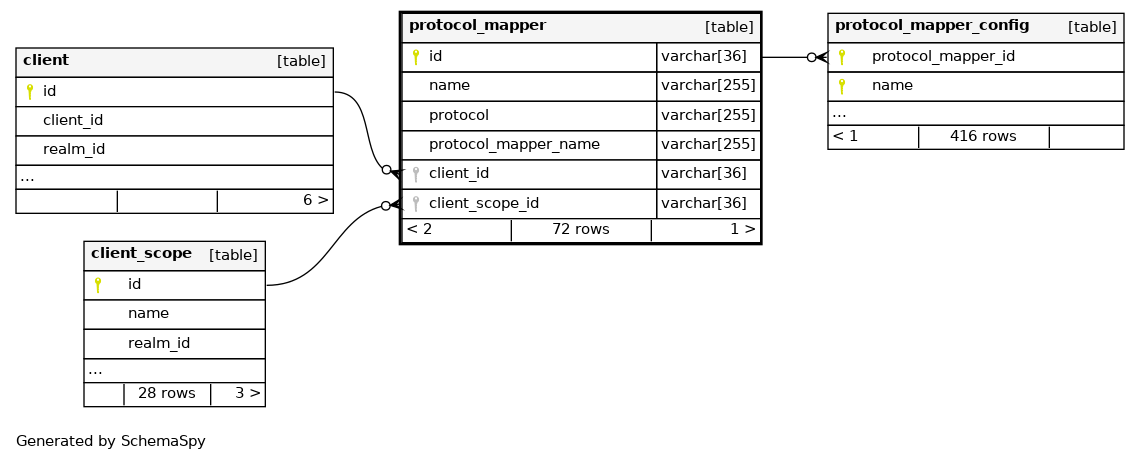 client [table]
id
client_id
realm_id
...
6 >
client_scope [table]
id
name
realm_id
...
28 rows 3 >
protocol_mapper [table]
id varchar[36]
name varchar[255]
protocol varchar[255]
protocol_mapper_name varchar[255]
client_id varchar[36]
client_scope_id varchar[36]
< 2 72 rows 1 >
protocol_mapper_config [table]
protocol_mapper_id
name
...
< 1 416 rows
Generated by SchemaSpy